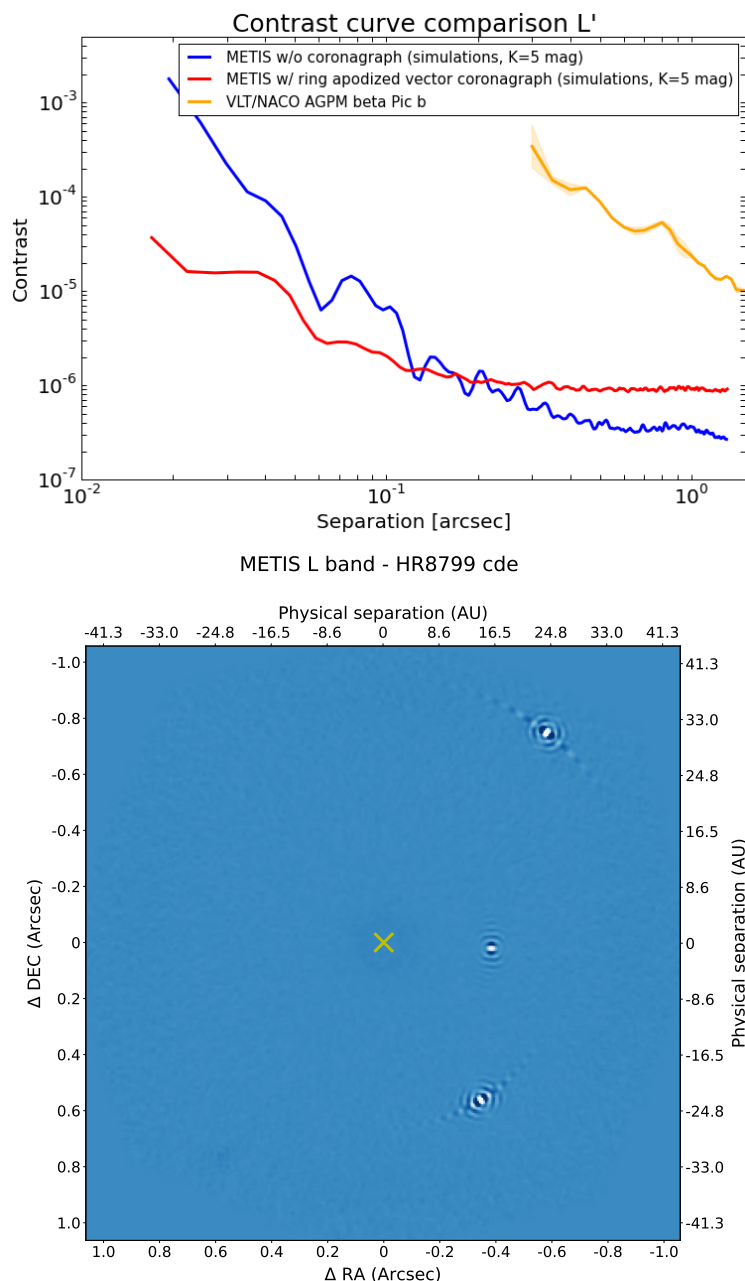 Contrast curve comparison L'
METIS w/o coronagraph (simulations, K=5 mag)
METIS w/ ring apodized vector coronagraph (simulations, K=5 mag)
VLT/NACO AGPM beta Pic b
Contrast
10⁻³
10⁻⁴
10⁻⁵
10⁻⁶
10⁻⁷
10⁻² 10⁻¹ 10⁰
Separation [arcsec]
METIS L band - HR8799 cde
Physical separation (AU)
-41.3 -33.0 -24.8 -16.5 -8.6 0 8.6 16.5 24.8 33.0 41.3
Δ DEC (Arcsec)
-1.0
-0.8
-0.6
-0.4
-0.2
0
0.2
0.4
0.6
0.8
1.0
41.3
33.0
24.8
16.5
8.6
0
-8.6
-16.5
-24.8
-33.0
-41.3
Physical separation (AU)
1.0 0.8 0.6 0.4 0.2 0 -0.2 -0.4 -0.6 -0.8 -1.0
Δ RA (Arcsec)